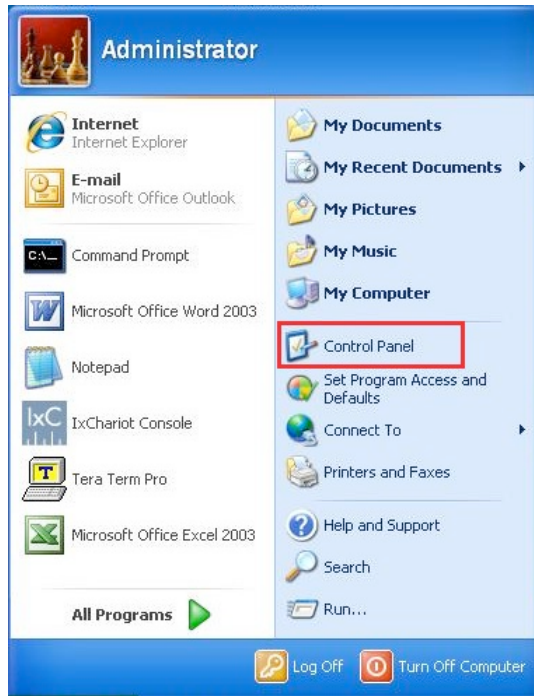 Administrator
Internet
Internet Explorer
E-mail
Microsoft Office Outlook
C:\_
Command Prompt
W
Microsoft Office Word 2003
Notepad
IxC
IxChariot Console
T
Tera Term Pro
Microsoft Office Excel 2003
All Programs
My Documents
My Recent Documents
My Pictures
My Music
My Computer
Control Panel
Set Program Access and
Defaults
Connect To
Printers and Faxes
Help and Support
Search
Run...
Log Off
Turn Off Computer